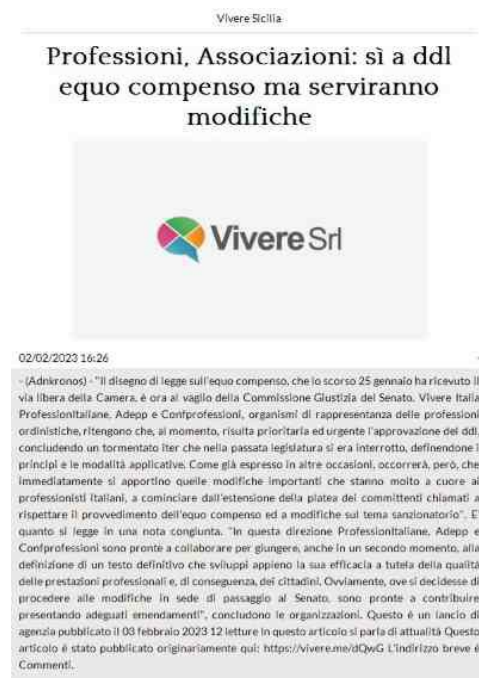 Vivere Sicilia
Professioni, Associazioni: sì a ddl
equo compenso ma serviranno
modifiche
Vivere Srl
02/02/2023 16:26
- (Adnkronos) - "Il disegno di legge sull'equo compenso, che lo scorso 25 gennaio ha ricevuto il
via libera della Camera, è ora al vaglio della Commissione Giustizia del Senato. Vivere Italia
ProfessionItaliane, Adepp e Confprofessioni, organismi di rappresentanza delle professioni
ordinistiche, ritengono che, al momento, risulta prioritaria ed urgente l'approvazione del ddl,
concludendo un tormentato iter che nella passata legislatura si era interrotto, definendone i
principi e le modalità applicative. Come già espresso in altre occasioni, occorrerà, però, che
immediatamente si apportino quelle modifiche importanti che stanno molto a cuore ai
professionisti italiani, a cominciare dall'estensione della platea dei committenti chiamati a
rispettare il provvedimento dell'equo compenso ed a modifiche sul tema sanzionatorio". E'
quanto si legge in una nota congiunta. "In questa direzione ProfessionItaliane, Adepp e
Confprofessioni sono pronte a collaborare per giungere, anche in un secondo momento, alla
definizione di un testo definitivo che sviluppi appieno la sua efficacia a tutela della qualità
delle prestazioni professionali e, di conseguenza, dei cittadini. Ovviamente, ove si decidesse di
procedere alle modifiche in sede di passaggio al Senato, sono pronte a contribuire
presentando adeguati emendamenti", concludono le organizzazioni. Questo è un lancio di
agenzia pubblicato il 03 febbraio 2023 12 letture In questo articolo si parla di attualità Questo
articolo è stato pubblicato originariamente qui: https://vivere.me/dQwG L'indirizzo breve è
Commenti.